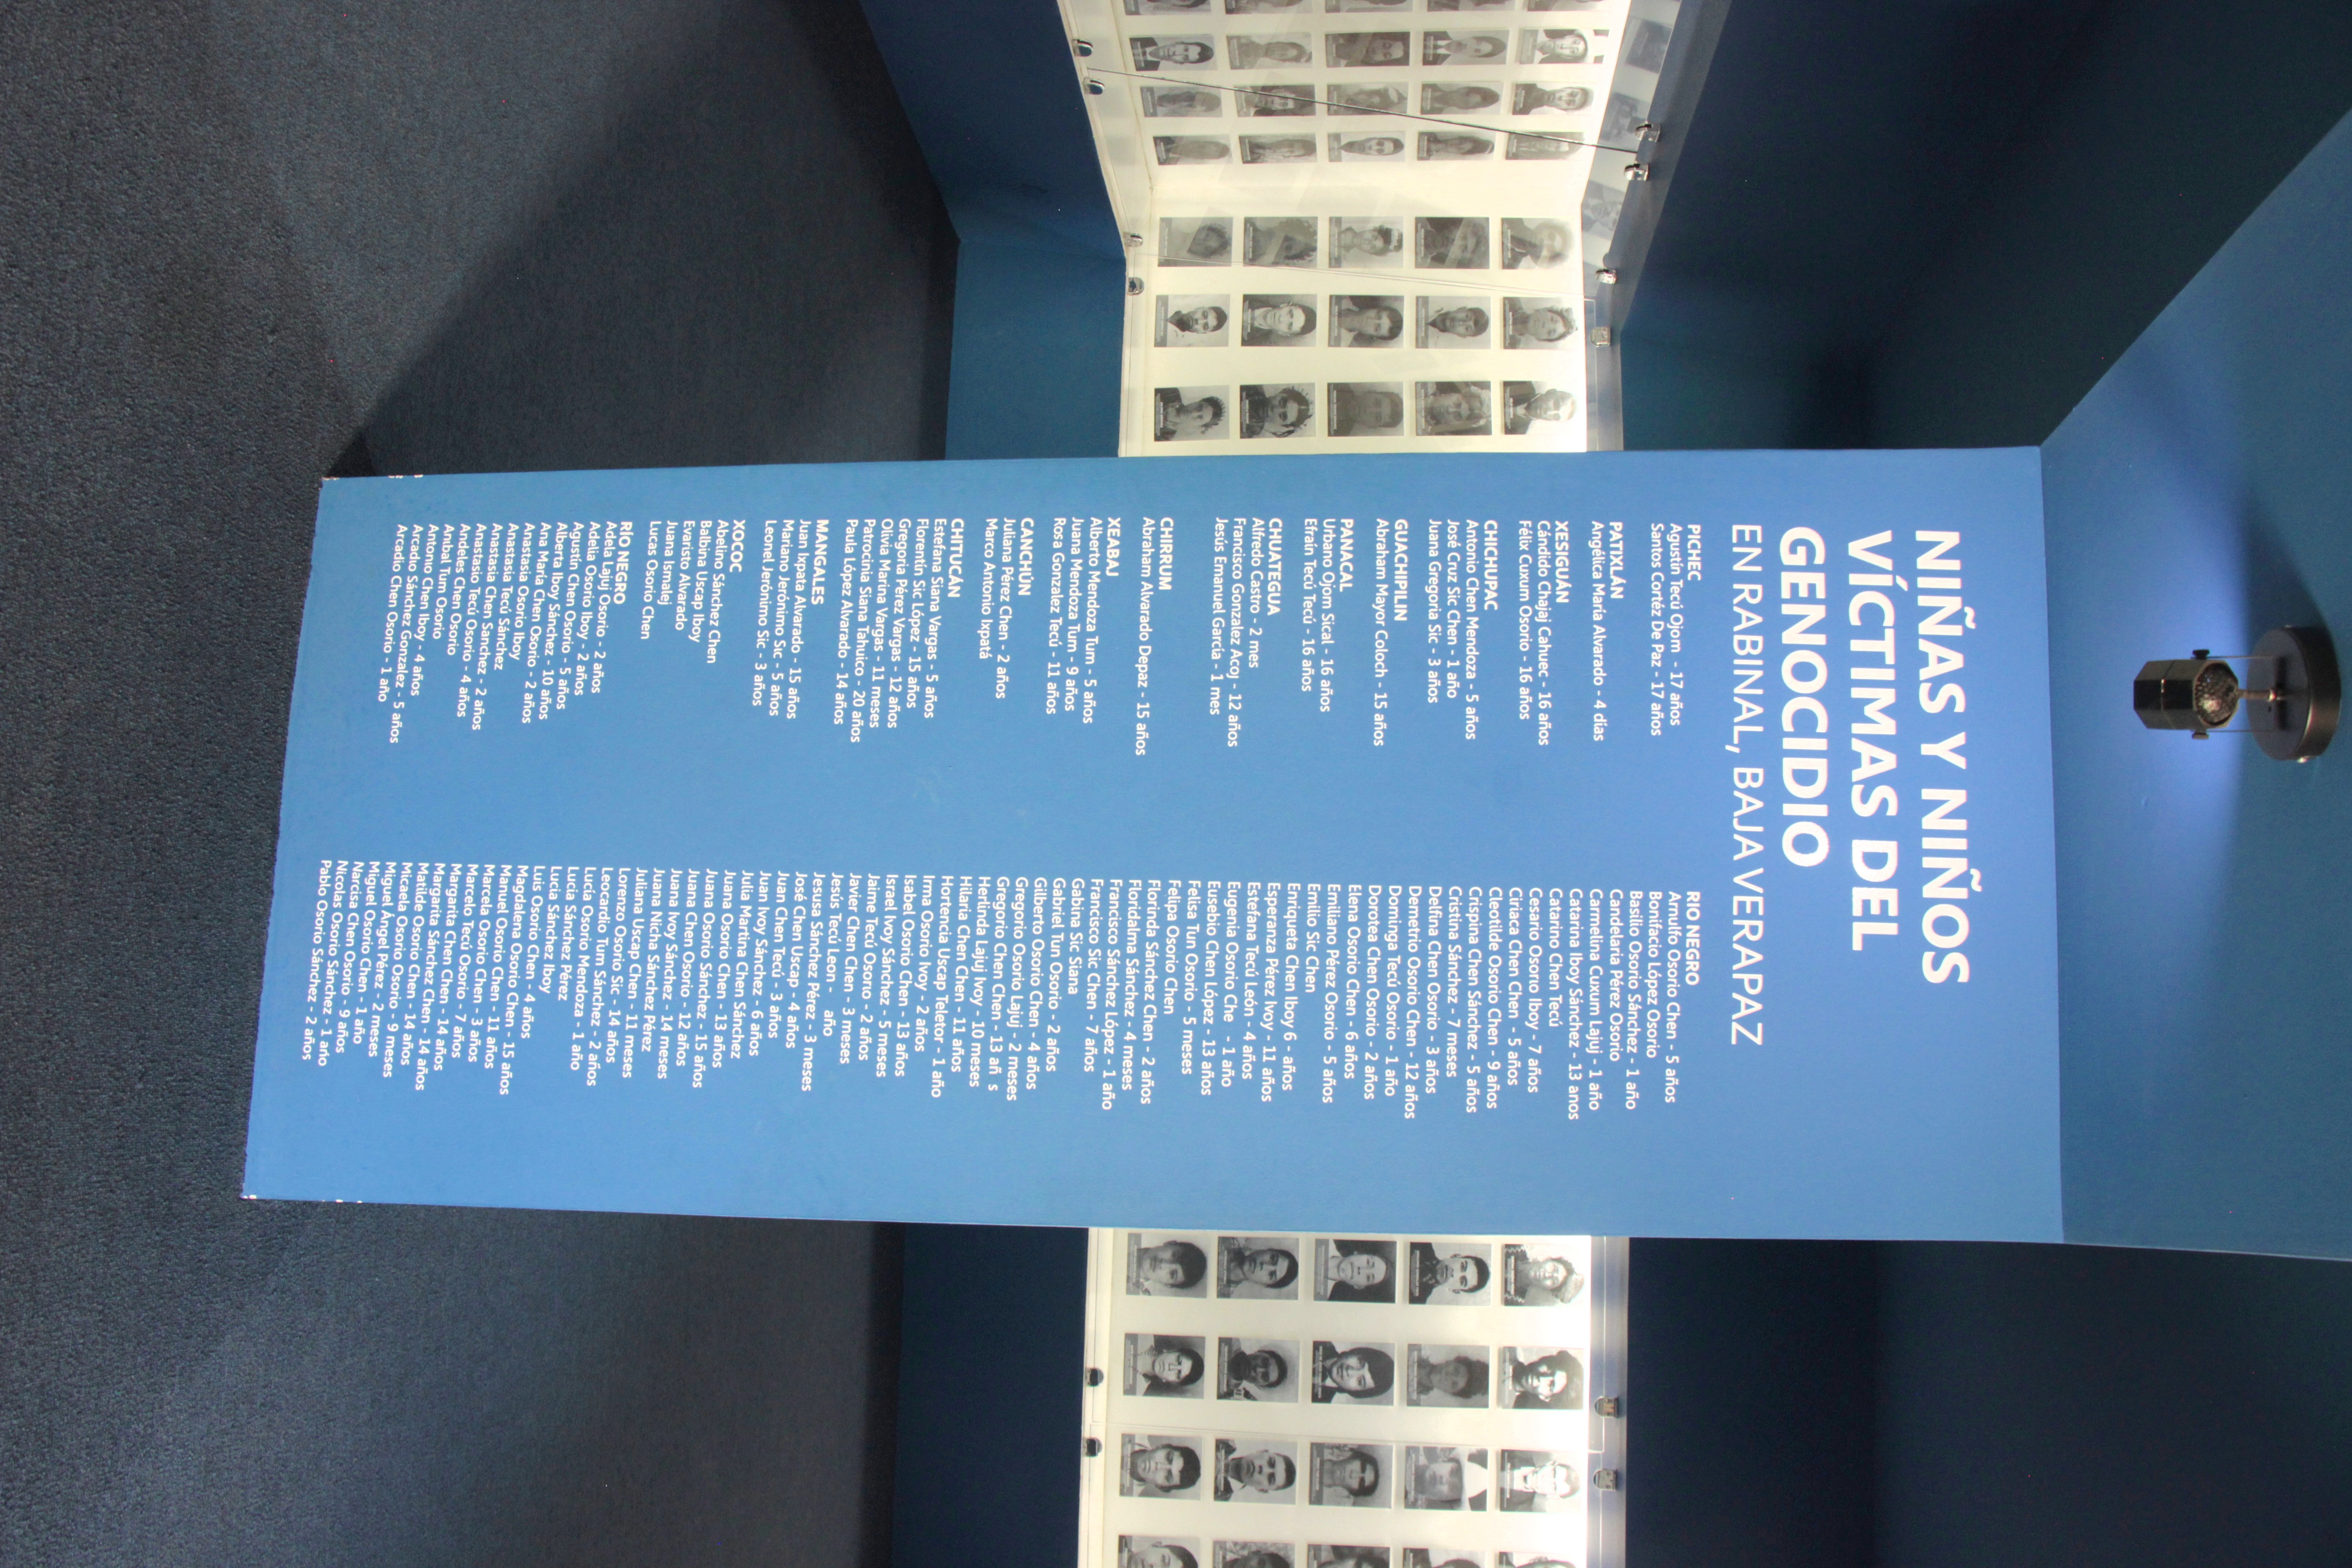 NIÑAS Y NIÑOS
VÍCTIMAS DEL
GENOCIDIO
EN RABINAL, BAJA VERAPAZ
PICHEC
Agustín Tecú Ojom - 17 años
Santos Cortéz De Paz - 17 años
PATIXLÁN
Angélica María Alvarado - 4 días
XESIGUÁN
Cándido Chajaj Cahuec - 16 años
Félix Cuxum Osorio - 16 años
CHICHUPAC
Antonio Chen Mendoza - 5 años
José Cruz Sic Chen - 1 año
Juana Gregoria Sic - 3 años
GUACHIPILIN
Abraham Mayor Coloch - 15 años
PANACAL
Urbano Ojom Sical - 16 años
Efraín Tecú Tecú - 16 años
CHUATEGUA
Alfredo Castro - 2 mes
Francisco Gonzalez Acoj - 12 años
Jesús Emanuel García - 1 mes
CHIRRUM
Abraham Alvarado Depaz - 15 años
XEABAJ
Alberto Mendoza Tum - 5 años
Juana Mendoza Tum - 9 años
Rosa Gonzalez Tecú - 11 años
CANCHÚN
Juliana Pérez Chen - 2 años
Marco Antonio Ixpatá
CHITUCÁN
Estefana Siana Vargas - 5 años
Florentín Sic López - 15 años
Gregoria Pérez Vargas - 12 años
Olivia Marina Vargas - 11 meses
Patrocinia Siana Tahuico - 20 años
Paula López Alvarado - 14 años
MANGALES
Juan Ixpata Alvarado - 15 años
Mariano Jerónimo Sic - 5 años
Leonel Jerónino Sic - 3 años
XOCOC
Abelino Sánchez Chen
Balbina Uscap Iboy
Evaristo Alvarado
Juana Ismalej
Lucas Osorio Chen
RÍO NEGRO
Adela Lajuj Osorio - 2 años
Adelia Osorio Iboy - 2 años
Agustin Chen Osorio - 5 años
Alberta Iboy Sánchez - 10 años
Ana María Chen Osorio - 2 años
Anastasia Osorio Iboy
Anastasia Tecú Sánchez
Anastasia Chen Sanchez - 2 años
Anastasio Tecú Osorio - 4 años
Andeles Chen Osorio
Anibal Tum Osorio
Antonio Chen Iboy - 4 años
Arcadio Sánchez Gonzalez - 5 años
Arcadio Chen Osorio - 1 año
RIO NEGRO
Arnulfo Osorio Chen - 5 años
Bonifacio López Osorio
Basilio Osorio Sánchez - 1 año
Candelaria Pérez Osorio
Carmelina Cuxum Lajuj - 1 año
Catarina Iboy Sánchez - 13 anos
Catarino Chen Tecú
Cesario Osorio Iboy - 7 años
Ciriaca Chen Chen - 5 años
Cleotilde Osorio Chen - 9 años
Crispina Chen Sánchez - 5 años
Cristina Sánchez - 7 meses
Delfina Chen Osorio - 3 años
Demetrio Osorio Chen - 12 años
Dominga Tecú Osorio - 1 año
Dorotea Chen Osorio - 2 años
Elena Osorio Chen - 6 años
Emiliano Pérez Osorio - 5 años
Emilio Sic Chen
Enriqueta Chen Iboy 6 - años
Esperanza Pérez Ivoy - 11 años
Estefana Tecú León - 4 años
Eugenia Osorio Che - 1 año
Eusebio Chen López - 13 años
Felisa Tun Osorio - 5 meses
Felipa Osorio Chen
Florinda Sánchez Chen - 2 años
Floridalma Sánchez - 4 meses
Francisco Sánchez López - 1 año
Francisco Sic Chen - 7 años
Gabina Sic Siana
Gabriel Tun Osorio - 2 años
Gilberto Osorio Chen - 4 años
Gregorio Osorio Lajuj - 2 meses
Gregorio Chen Chen - 13 añ s
Herlinda Lajuj Ivoy - 10 meses
Hilaria Chen Chen - 11 años
Hortencia Uscap Teletor - 1 año
Irma Osorio Ivoy - 2 años
Isabel Osorio Chen - 13 años
Israel Ivoy Sánchez - 5 meses
Jaime Tecú Osorio - 2 años
Javier Chen Chen - 3 meses
Jesús Tecú Leon - año
Jesusa Sánchez Pérez - 3 meses
José Chen Uscap - 4 años
Juan Chen Tecú - 3 años
Juan Ivoy Sánchez - 6 años
Julia Martina Chen Sánchez
Juana Osorio Chen - 13 años
Juana Osorio Sánchez - 15 años
Juana Chen Osorio - 12 años
Juana Ivoy Sánchez - 14 meses
Juana Nicha Sánchez Pérez
Juliana Uscap Chen - 11 meses
Lorenzo Osorio Sic - 14 años
Leocardio Tum Sánchez - 2 años
Lucia Osorio Mendoza - 1 año
Lucía Sánchez Pérez
Lucía Sánchez Iboy
Luis Osorio Chen - 4 años
Magdalena Osorio Chen - 15 años
Manuel Osorio Chen - 11 años
Marcela Osorio Chen - 3 años
Marcelo Tecú Osorio - 7 años
Margarita Chen Chen - 14 años
Margarita Sánchez Chen - 14 años
Matilde Osorio Chen - 14 años
Micaela Osorio Osorio - 9 meses
Miguel Ángel Pérez - 2 meses
Miguel Osorio Chen - 1 año
Narcisa Chen Osorio - 9 años
Nicolas Osorio Sánchez - 1 año
Pablo Osorio Sánchez - 2 años